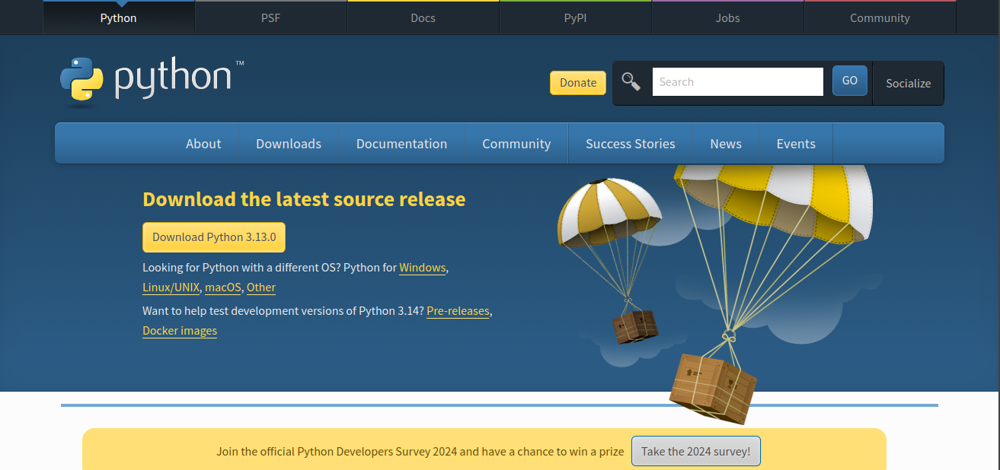 Python PSF Docs PyPI Jobs Community
python™
Donate Search GO Socialize
About Downloads Documentation Community Success Stories News Events
Download the latest source release
Download Python 3.13.0
Looking for Python with a different OS? Python for Windows,
Linux/UNIX, macOS, Other
Want to help test development versions of Python 3.14? Pre-releases,
Docker images
Join the official Python Developers Survey 2024 and have a chance to win a prize Take the 2024 survey!